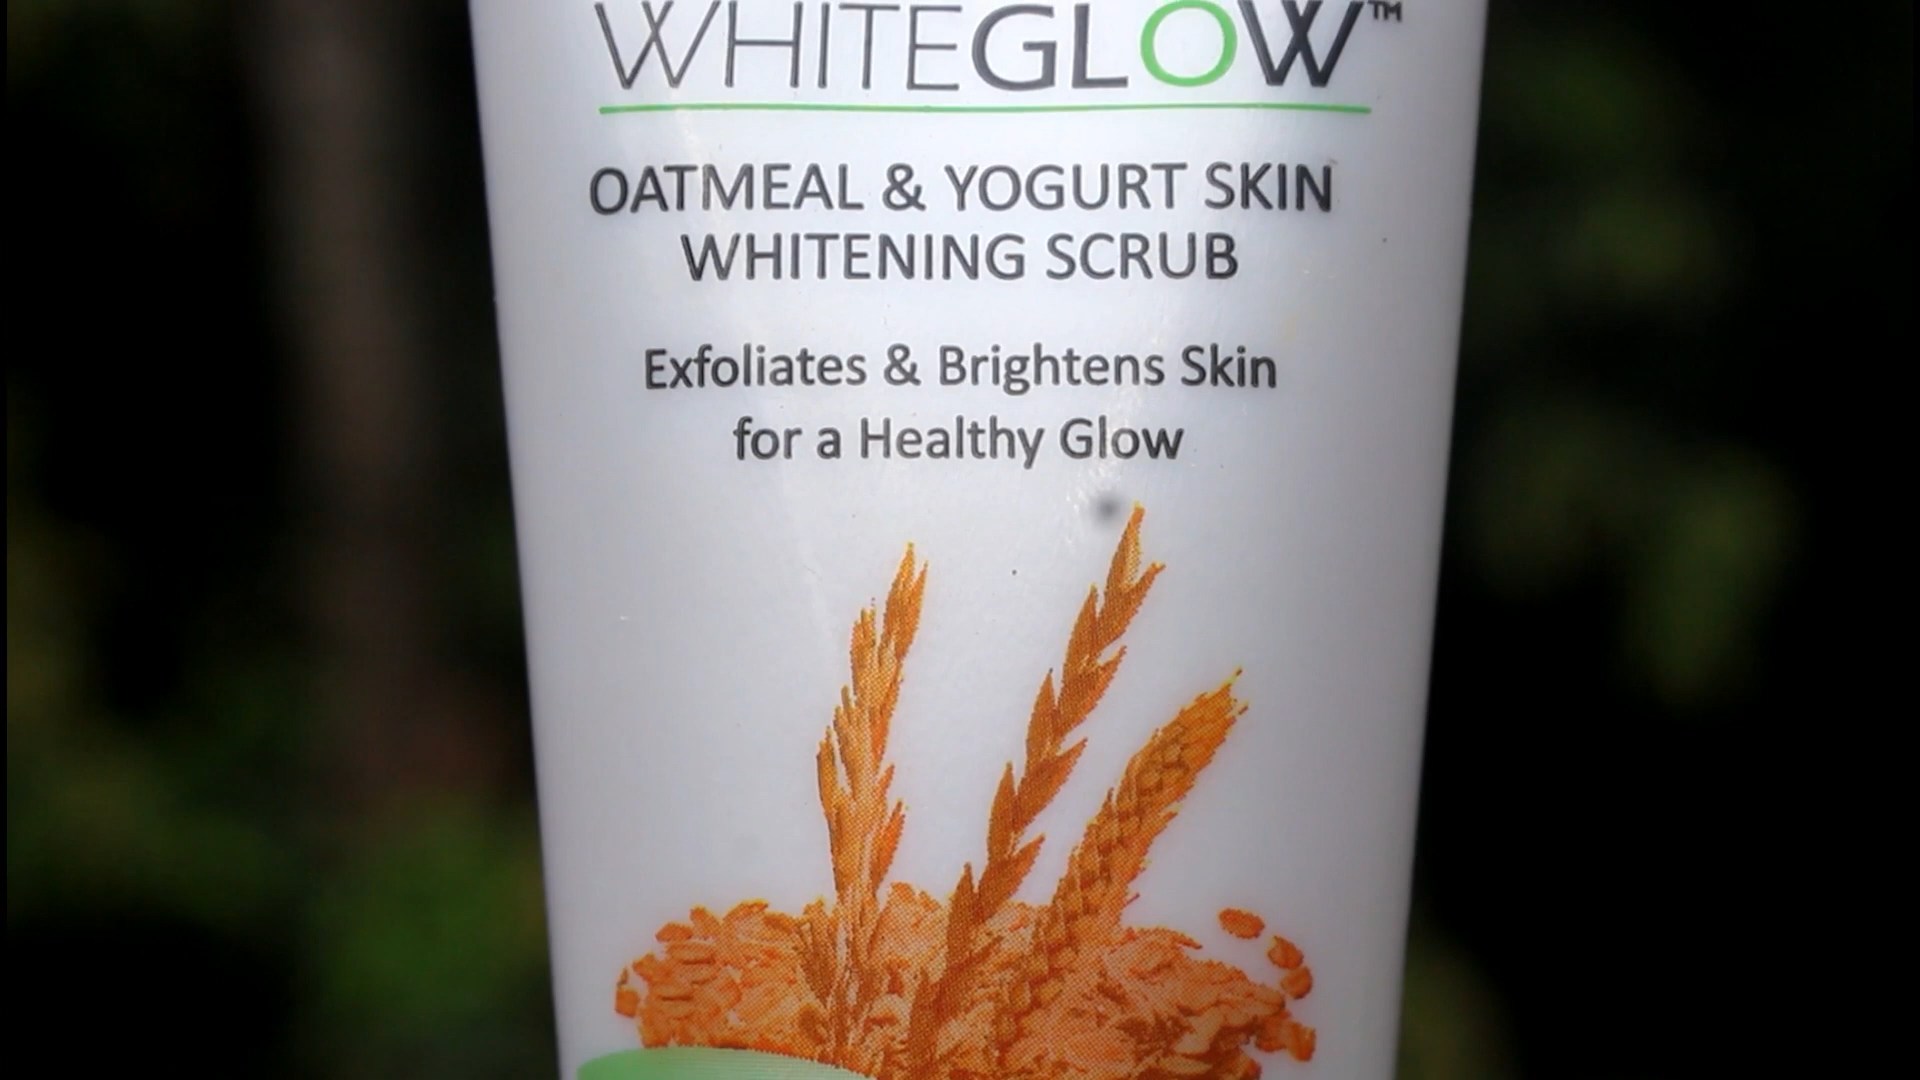 WHITEGLOW™
OATMEAL & YOGURT SKIN
WHITENING SCRUB
Exfoliates & Brightens Skin
for a Healthy Glow